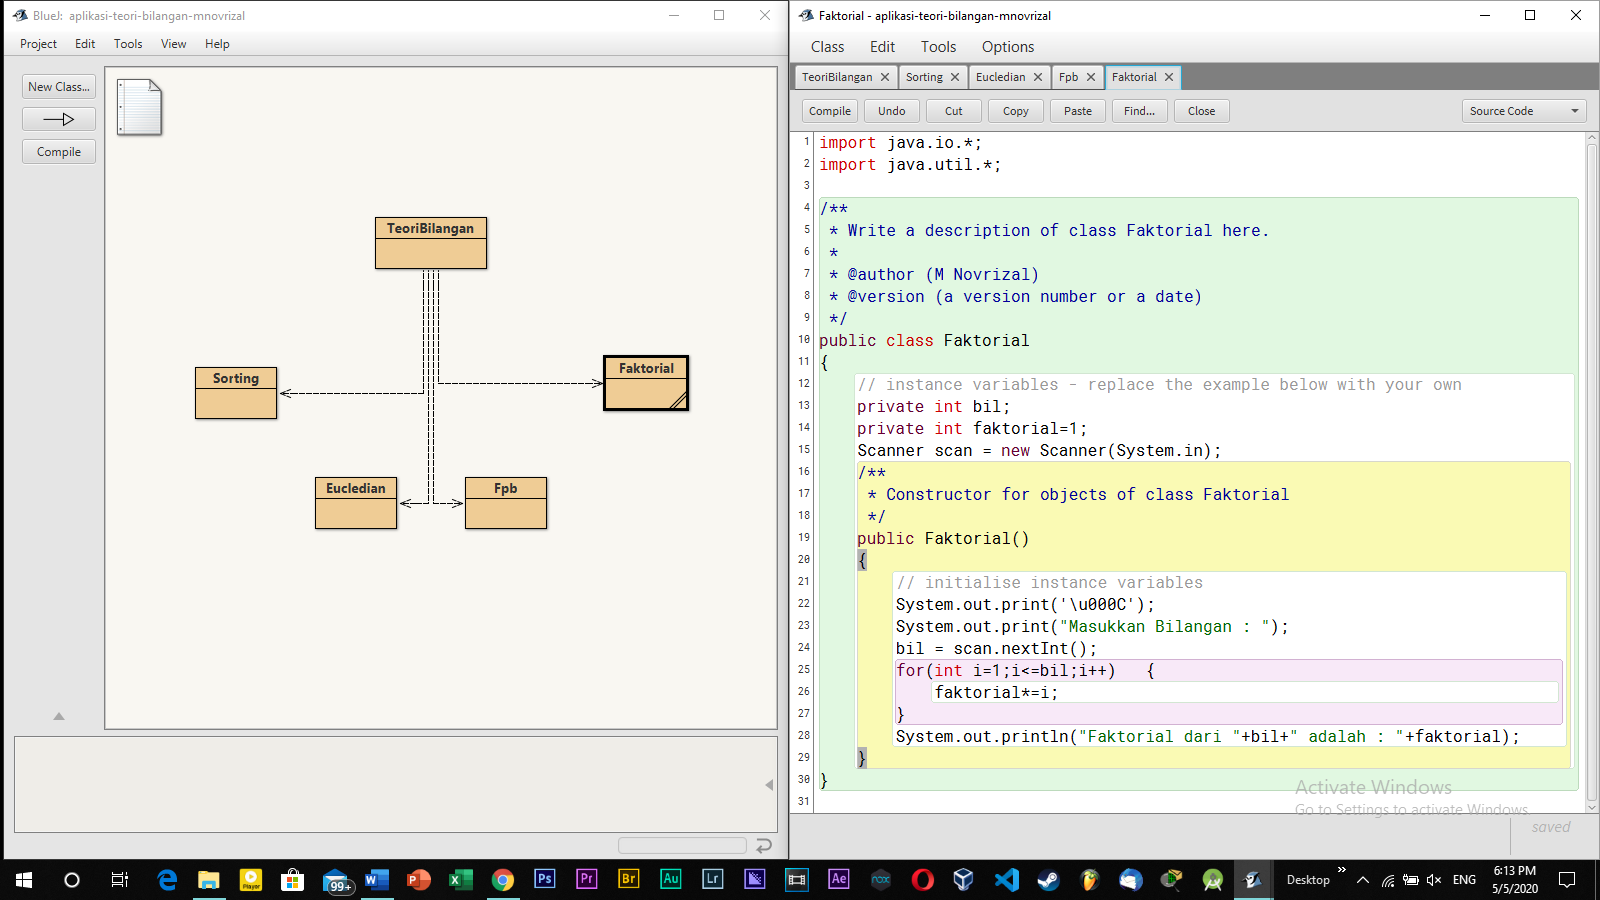 BlueJ: aplikasi-teori-bilangan-mnovrizal
Project Edit Tools View Help
New Class...
Compile
TeoriBilangan
Sorting
Faktorial
Eucledian
Fpb
Faktorial - aplikasi-teori-bilangan-mnovrizal
Class Edit Tools Options
TeoriBilangan Sorting Eucledian Fpb Faktorial
Compile Undo Cut Copy Paste Find... Close Source Code
1 import java.io.*;
2 import java.util.*;
3
4 /**
5 * Write a description of class Faktorial here.
6 *
7 * @author (M Novrizal)
8 * @version (a version number or a date)
9 */
10 public class Faktorial
11 {
12 // instance variables - replace the example below with your own
13 private int bil;
14 private int faktorial=1;
15 Scanner scan = new Scanner(System.in);
16 /**
17 * Constructor for objects of class Faktorial
18 */
19 public Faktorial()
20 {
21 // initialise instance variables
22 System.out.print('\u000C');
23 System.out.print("Masukkan Bilangan : ");
24 bil = scan.nextInt();
25 for(int i=1;i<=bil;i++) {
26 faktorial*=i;
27 }
28 System.out.println("Faktorial dari "+bil+" adalah : "+faktorial);
29 }
30 }
31
Activate Windows
Go to Settings to activate Windows.
saved
Player 99+ W P X Ps Pr Br Au Lr Ae nox
Desktop ENG
6:13 PM
5/5/2020